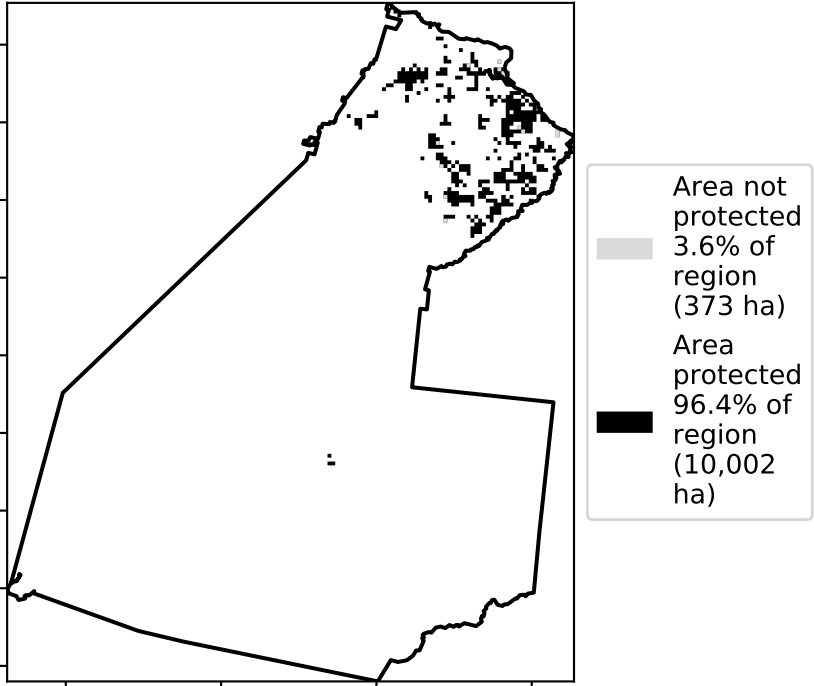 Area not
protected
3.6% of
region
(373 ha)
Area
protected
96.4% of
region
(10,002
ha)